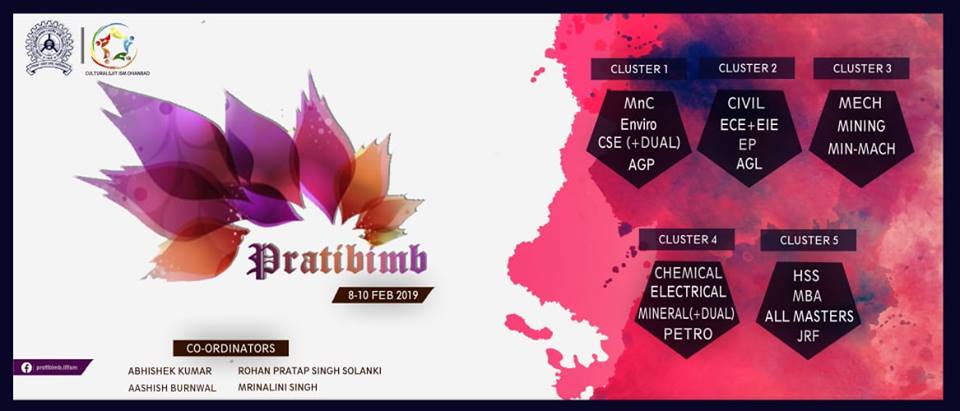 CULTURALS,IIT ISM DHANBAD
Pratibimb
8-10 FEB 2019
CO-ORDINATORS
ABHISHEK KUMAR
ROHAN PRATAP SINGH SOLANKI
AASHISH BURNWAL
MRINALINI SINGH
pratibimb.iitism
CLUSTER 1
MnC
Enviro
CSE (+DUAL)
AGP
CLUSTER 2
CIVIL
ECE+EIE
EP
AGL
CLUSTER 3
MECH
MINING
MIN-MACH
CLUSTER 4
CHEMICAL
ELECTRICAL
MINERAL(+DUAL)
PETRO
CLUSTER 5
HSS
MBA
ALL MASTERS
JRF